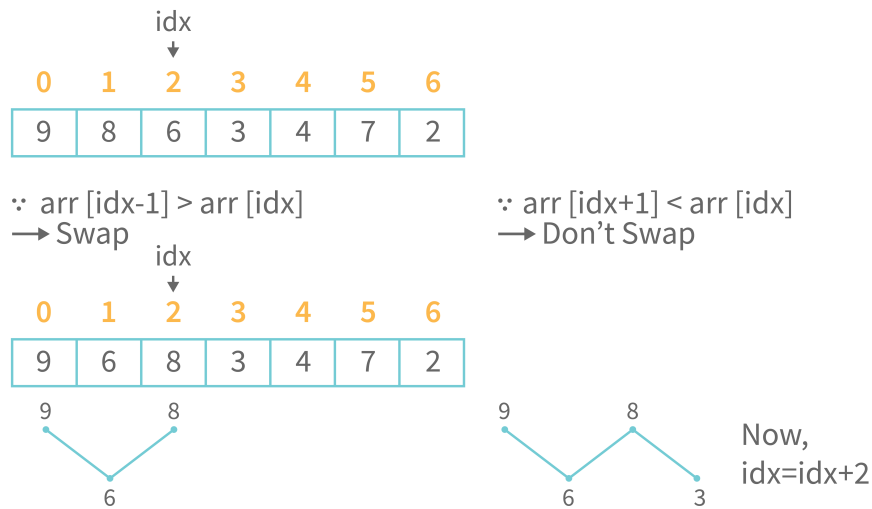 idx
0 1 2 3 4 5 6
9 8 6 3 4 7 2
∵ arr [idx-1] > arr [idx]
→ Swap
∵ arr [idx+1] < arr [idx]
→ Don’t Swap
idx
0 1 2 3 4 5 6
9 6 8 3 4 7 2
9 8
6
9 8
6 3
Now,
idx=idx+2